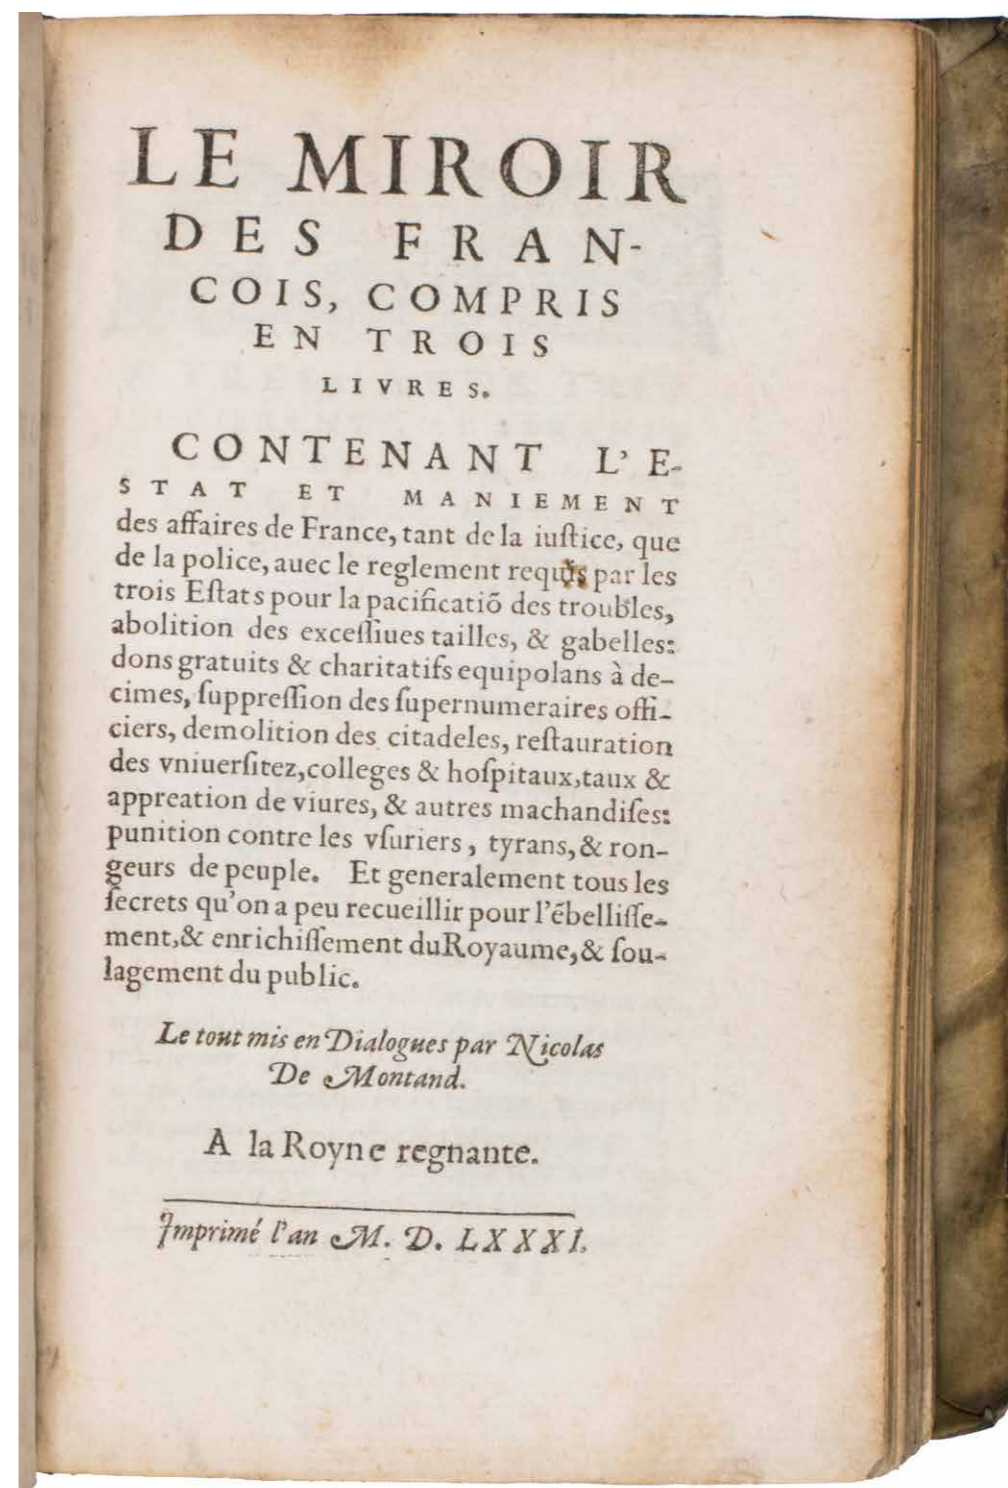 LE MIROIR
DES FRAN-
COIS, COMPRIS
EN TROIS
LIVRES.
CONTENANT L'E-
STAT ET MANIEMENT
des affaires de France, tant de la iuſtice, que
de la police, auec le reglement requis par les
trois Eſtats pour la pacificatiõ des troubles,
abolition des exceſſiues tailles, & gabelles:
dons gratuits & charitatifs equipolans à de-
cimes, ſuppreſſion des ſupernumeraires offi-
ciers, demolition des citadeles, reſtauration
des vniuerſitez, colleges & hoſpitaux, taux &
appreation de viures, & autres machandiſes:
punition contre les vſuriers, tyrans, & ron-
geurs de peuple. Et generalement tous les
ſecrets qu'on a peu recueillir pour l'ẽbelliſſe-
ment, & enrichiſſement du Royaume, & ſou-
lagement du public.
Le tout mis en Dialogues par Nicolas
De Montand.
A la Royne regnante.
Imprimé l'an M. D. LXXXI.